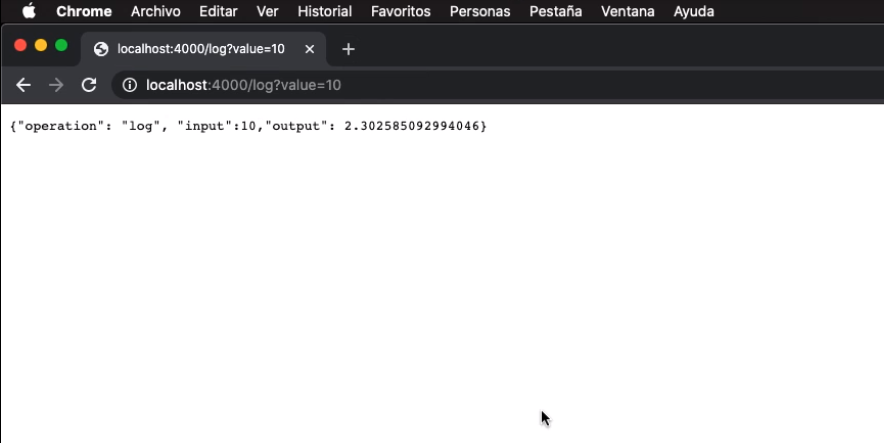 Chrome Archivo Editar Ver Historial Favoritos Personas Pestaña Ventana Ayuda
localhost:4000/log?value=10
localhost:4000/log?value=10
{"operation": "log", "input":10,"output": 2.302585092994046}